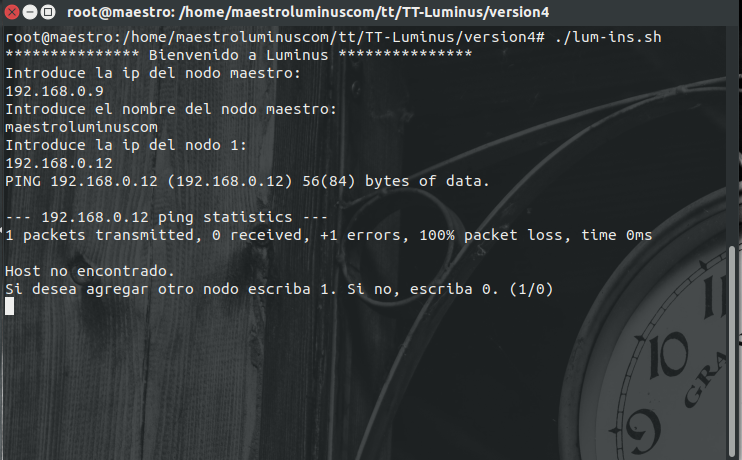 root@maestro: /home/maestroluminuscom/tt/TT-Luminus/version4
root@maestro:/home/maestroluminuscom/tt/TT-Luminus/version4# ./lum-ins.sh
*************** Bienvenido a Luminus ***************
Introduce la ip del nodo maestro:
192.168.0.9
Introduce el nombre del nodo maestro:
maestroluminuscom
Introduce la ip del nodo 1:
192.168.0.12
PING 192.168.0.12 (192.168.0.12) 56(84) bytes of data.
--- 192.168.0.12 ping statistics ---
1 packets transmitted, 0 received, +1 errors, 100% packet loss, time 0ms
Host no encontrado.
Si desea agregar otro nodo escriba 1. Si no, escriba 0. (1/0)
11
10
9